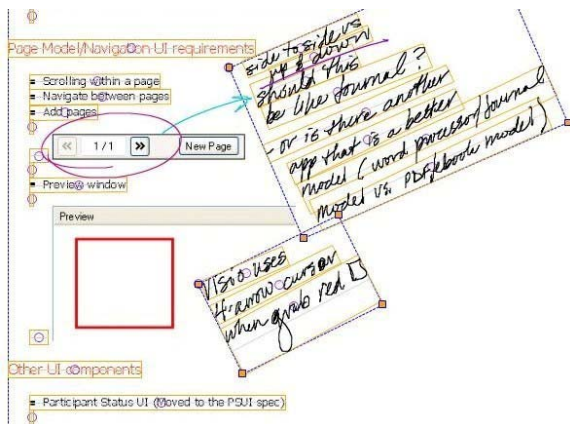 Page Model/Navigation UI requirements
Scrolling within a page
Navigate between pages
Add pages
<< 1/1 >> New Page
Preview window
Preview
Other UI components
Participant Status UI (Moved to the PSUI spec)
side to side vs
up & down
should this
be like Journal?
- or is there another
app that is a better
model (word processor/Journal
model vs. PDF/ebook model)
Visio uses
4-arrow cursor
when grab red